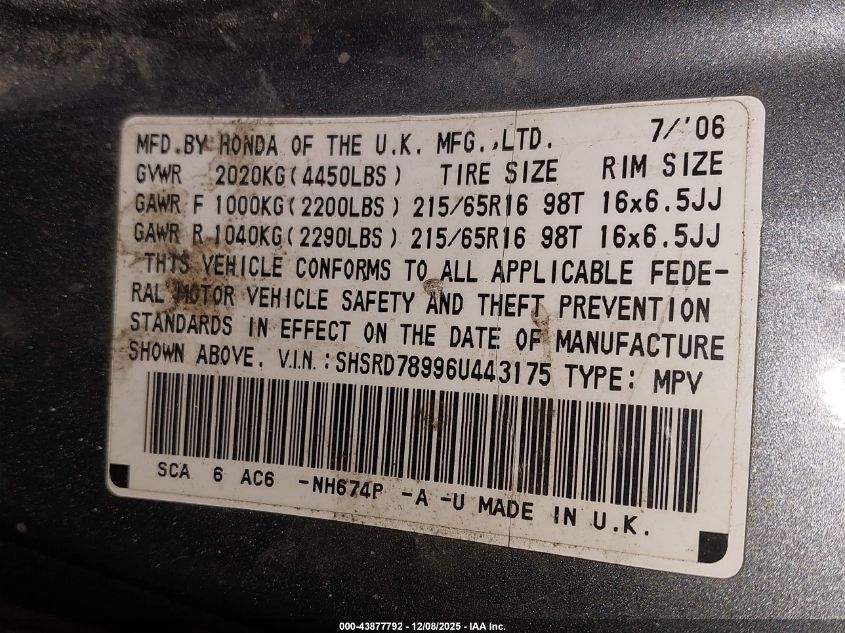 MFD.BY HONDA OF THE U.K. MFG.,LTD. 7/'06
GVWR 2020KG(4450LBS) TIRE SIZE RIM SIZE
GAWR F 1000KG(2200LBS) 215/65R16 98T 16x6.5JJ
GAWR R 1040KG(2290LBS) 215/65R16 98T 16x6.5JJ
THIS VEHICLE CONFORMS TO ALL APPLICABLE FEDE-
RAL MOTOR VEHICLE SAFETY AND THEFT PREVENTION
STANDARDS IN EFFECT ON THE DATE OF MANUFACTURE
SHOWN ABOVE. V.I.N.:SHSRD78996U443175 TYPE: MPV
SCA 6 AC6 -NH674P -A -U MADE IN U.K.
000-43877792 - 12/08/2025 - IAA Inc.